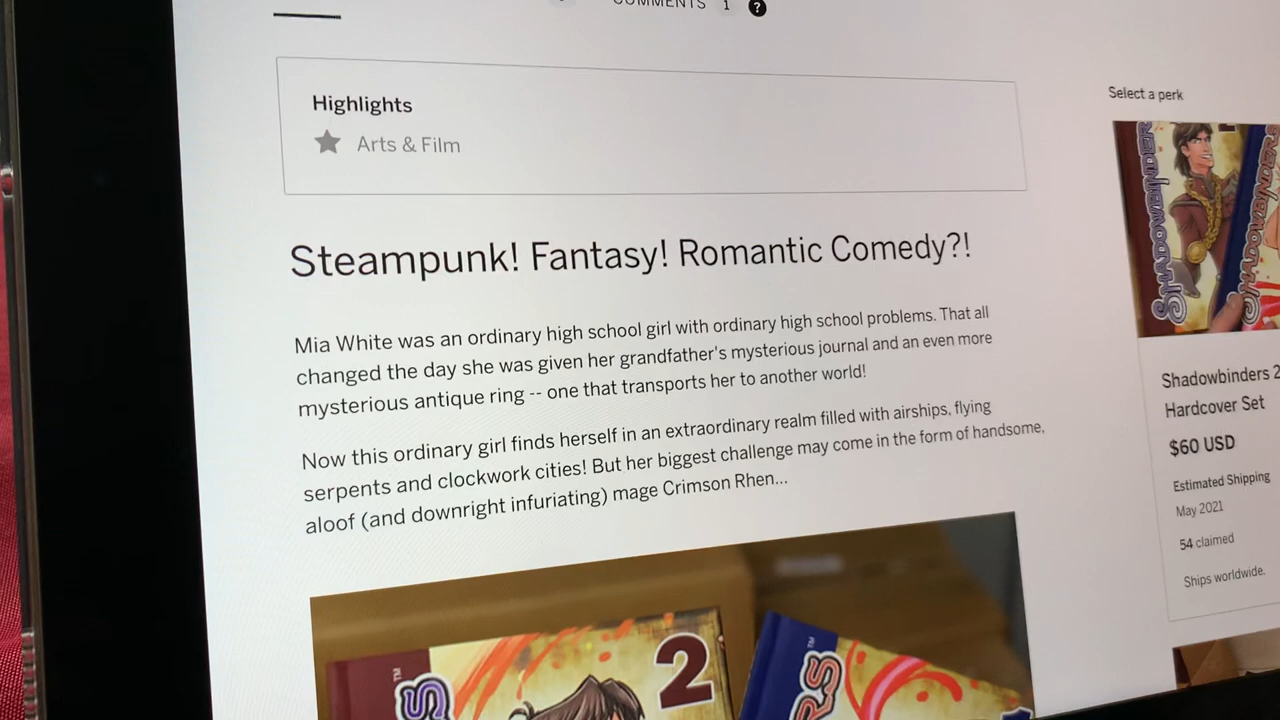 COMMENTS 1 ?
Highlights
Arts & Film
Steampunk! Fantasy! Romantic Comedy?!
Mia White was an ordinary high school girl with ordinary high school problems. That all
changed the day she was given her grandfather's mysterious journal and an even more
mysterious antique ring -- one that transports her to another world!
Now this ordinary girl finds herself in an extraordinary realm filled with airships, flying
serpents and clockwork cities! But her biggest challenge may come in the form of handsome,
aloof (and downright infuriating) mage Crimson Rhen...
S
™
2
RS
™
Select a perk
SHADOWBINDERS
SHADOWBINDERS
Shadowbinders 2
Hardcover Set
$60 USD
Estimated Shipping
May 2021
54 claimed
Ships worldwide.